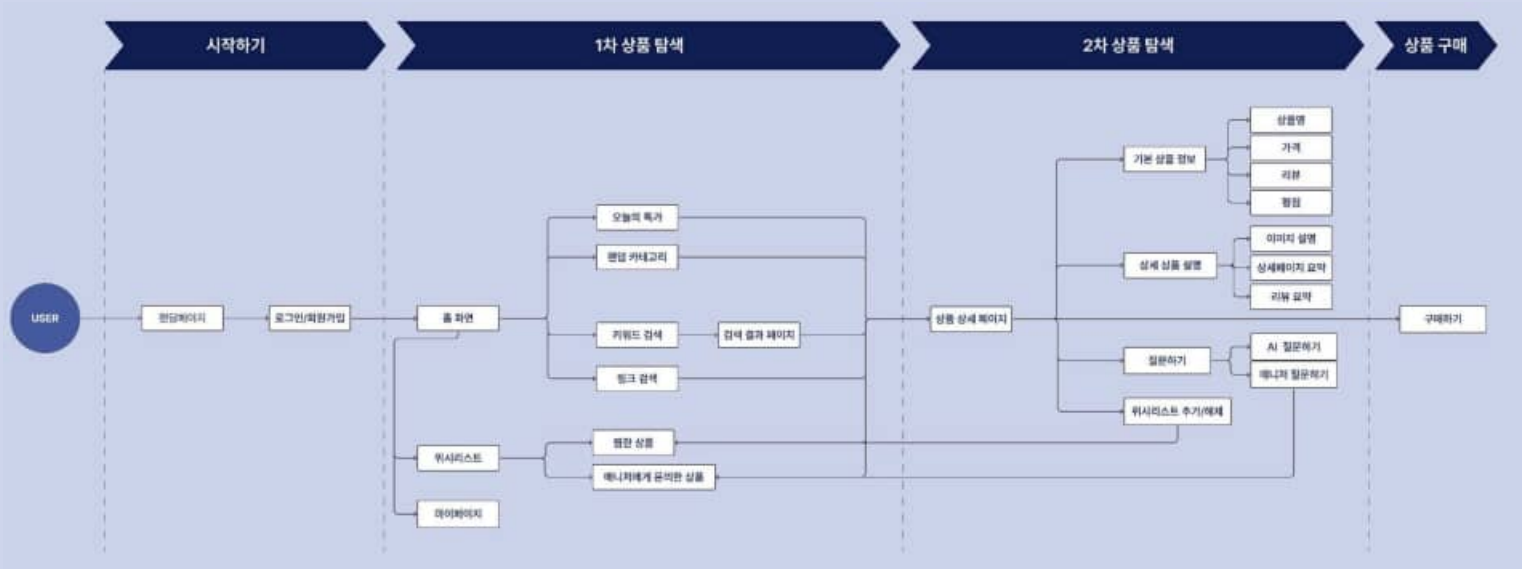 시작하기
1차 상품 탐색
2차 상품 탐색
상품 구매
USER
랜딩페이지
로그인/회원가입
홈 화면
위시리스트
마이페이지
오늘의 특가
랜덤 카테고리
키워드 검색
검색 결과 페이지
링크 검색
찜한 상품
매니저에게 문의한 상품
상품 상세 페이지
기본 상품 정보
상품명
가격
리뷰
평점
상세 상품 설명
이미지 설명
상세페이지 요약
리뷰 요약
질문하기
AI 질문하기
매니저 질문하기
위시리스트 추가/해제
구매하기